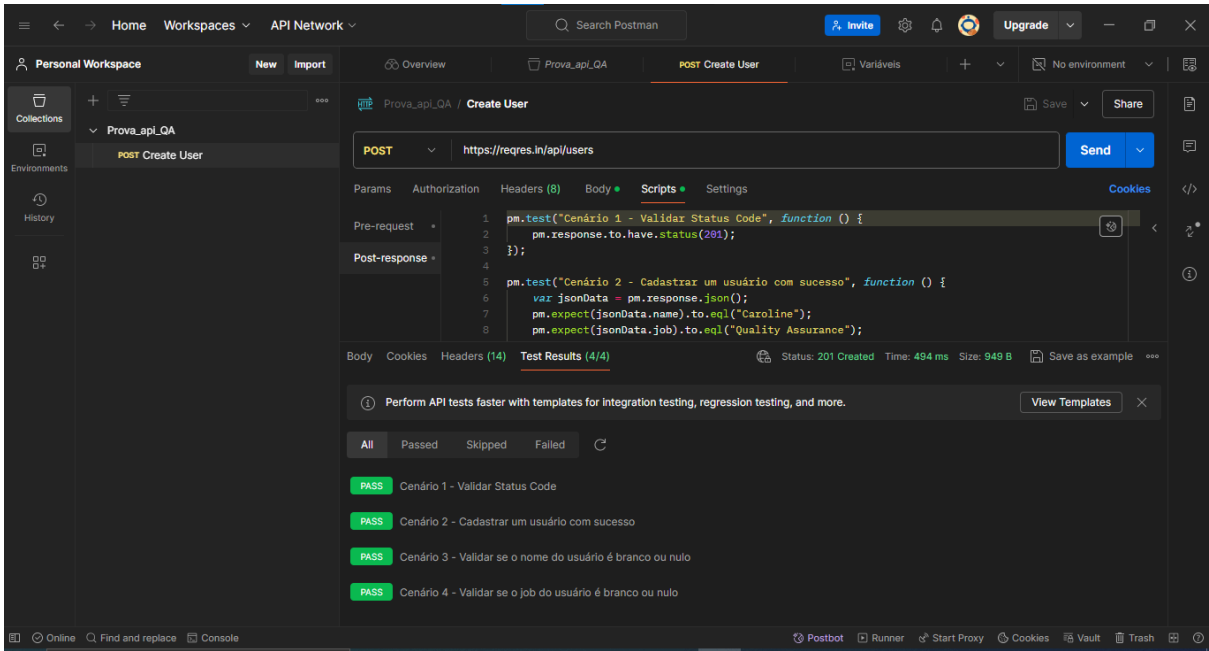 Home Workspaces API Network Search Postman Invite Upgrade
Personal Workspace New Import Overview Prova_api_QA POST Create User Variáveis No environment
Collections
Environments
History
Prova_api_QA
POST Create User
HTTP Prova_api_QA / Create User Save Share
POST https://reqres.in/api/users Send
Params Authorization Headers (8) Body Scripts Settings Cookies
Pre-request
Post-response
1 pm.test("Cenário 1 - Validar Status Code", function () {
2 pm.response.to.have.status(201);
3 });
4
5 pm.test("Cenário 2 - Cadastrar um usuário com sucesso", function () {
6 var jsonData = pm.response.json();
7 pm.expect(jsonData.name).to.eql("Caroline");
8 pm.expect(jsonData.job).to.eql("Quality Assurance");
Body Cookies Headers (14) Test Results (4/4) Status: 201 Created Time: 494 ms Size: 949 B Save as example
Perform API tests faster with templates for integration testing, regression testing, and more. View Templates
All Passed Skipped Failed
PASS Cenário 1 - Validar Status Code
PASS Cenário 2 - Cadastrar um usuário com sucesso
PASS Cenário 3 - Validar se o nome do usuário é branco ou nulo
PASS Cenário 4 - Validar se o job do usuário é branco ou nulo
Online Find and replace Console Postbot Runner Start Proxy Cookies Vault Trash